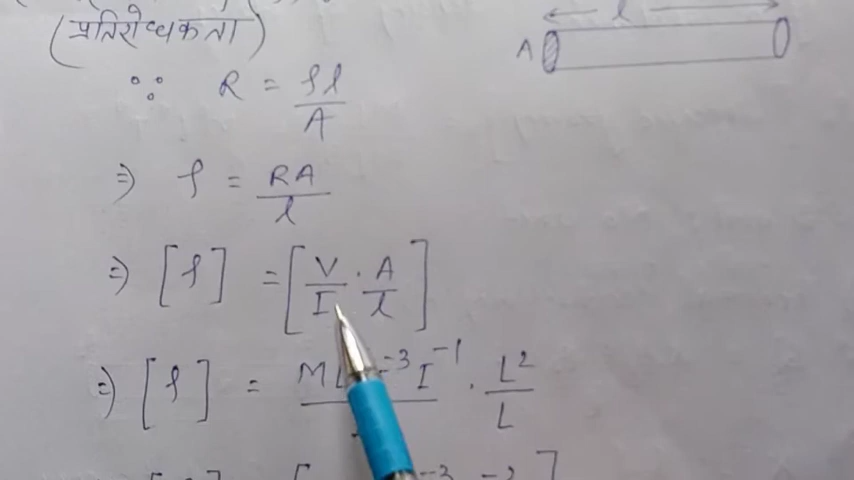 (प्रतिरोधकता)
l
A
∵ R = ρl/A
⇒ ρ = RA/l
⇒ [ρ] = [V/I · A/l]
⇒ [ρ] = ML ⁻³ I⁻¹ / · L²/L